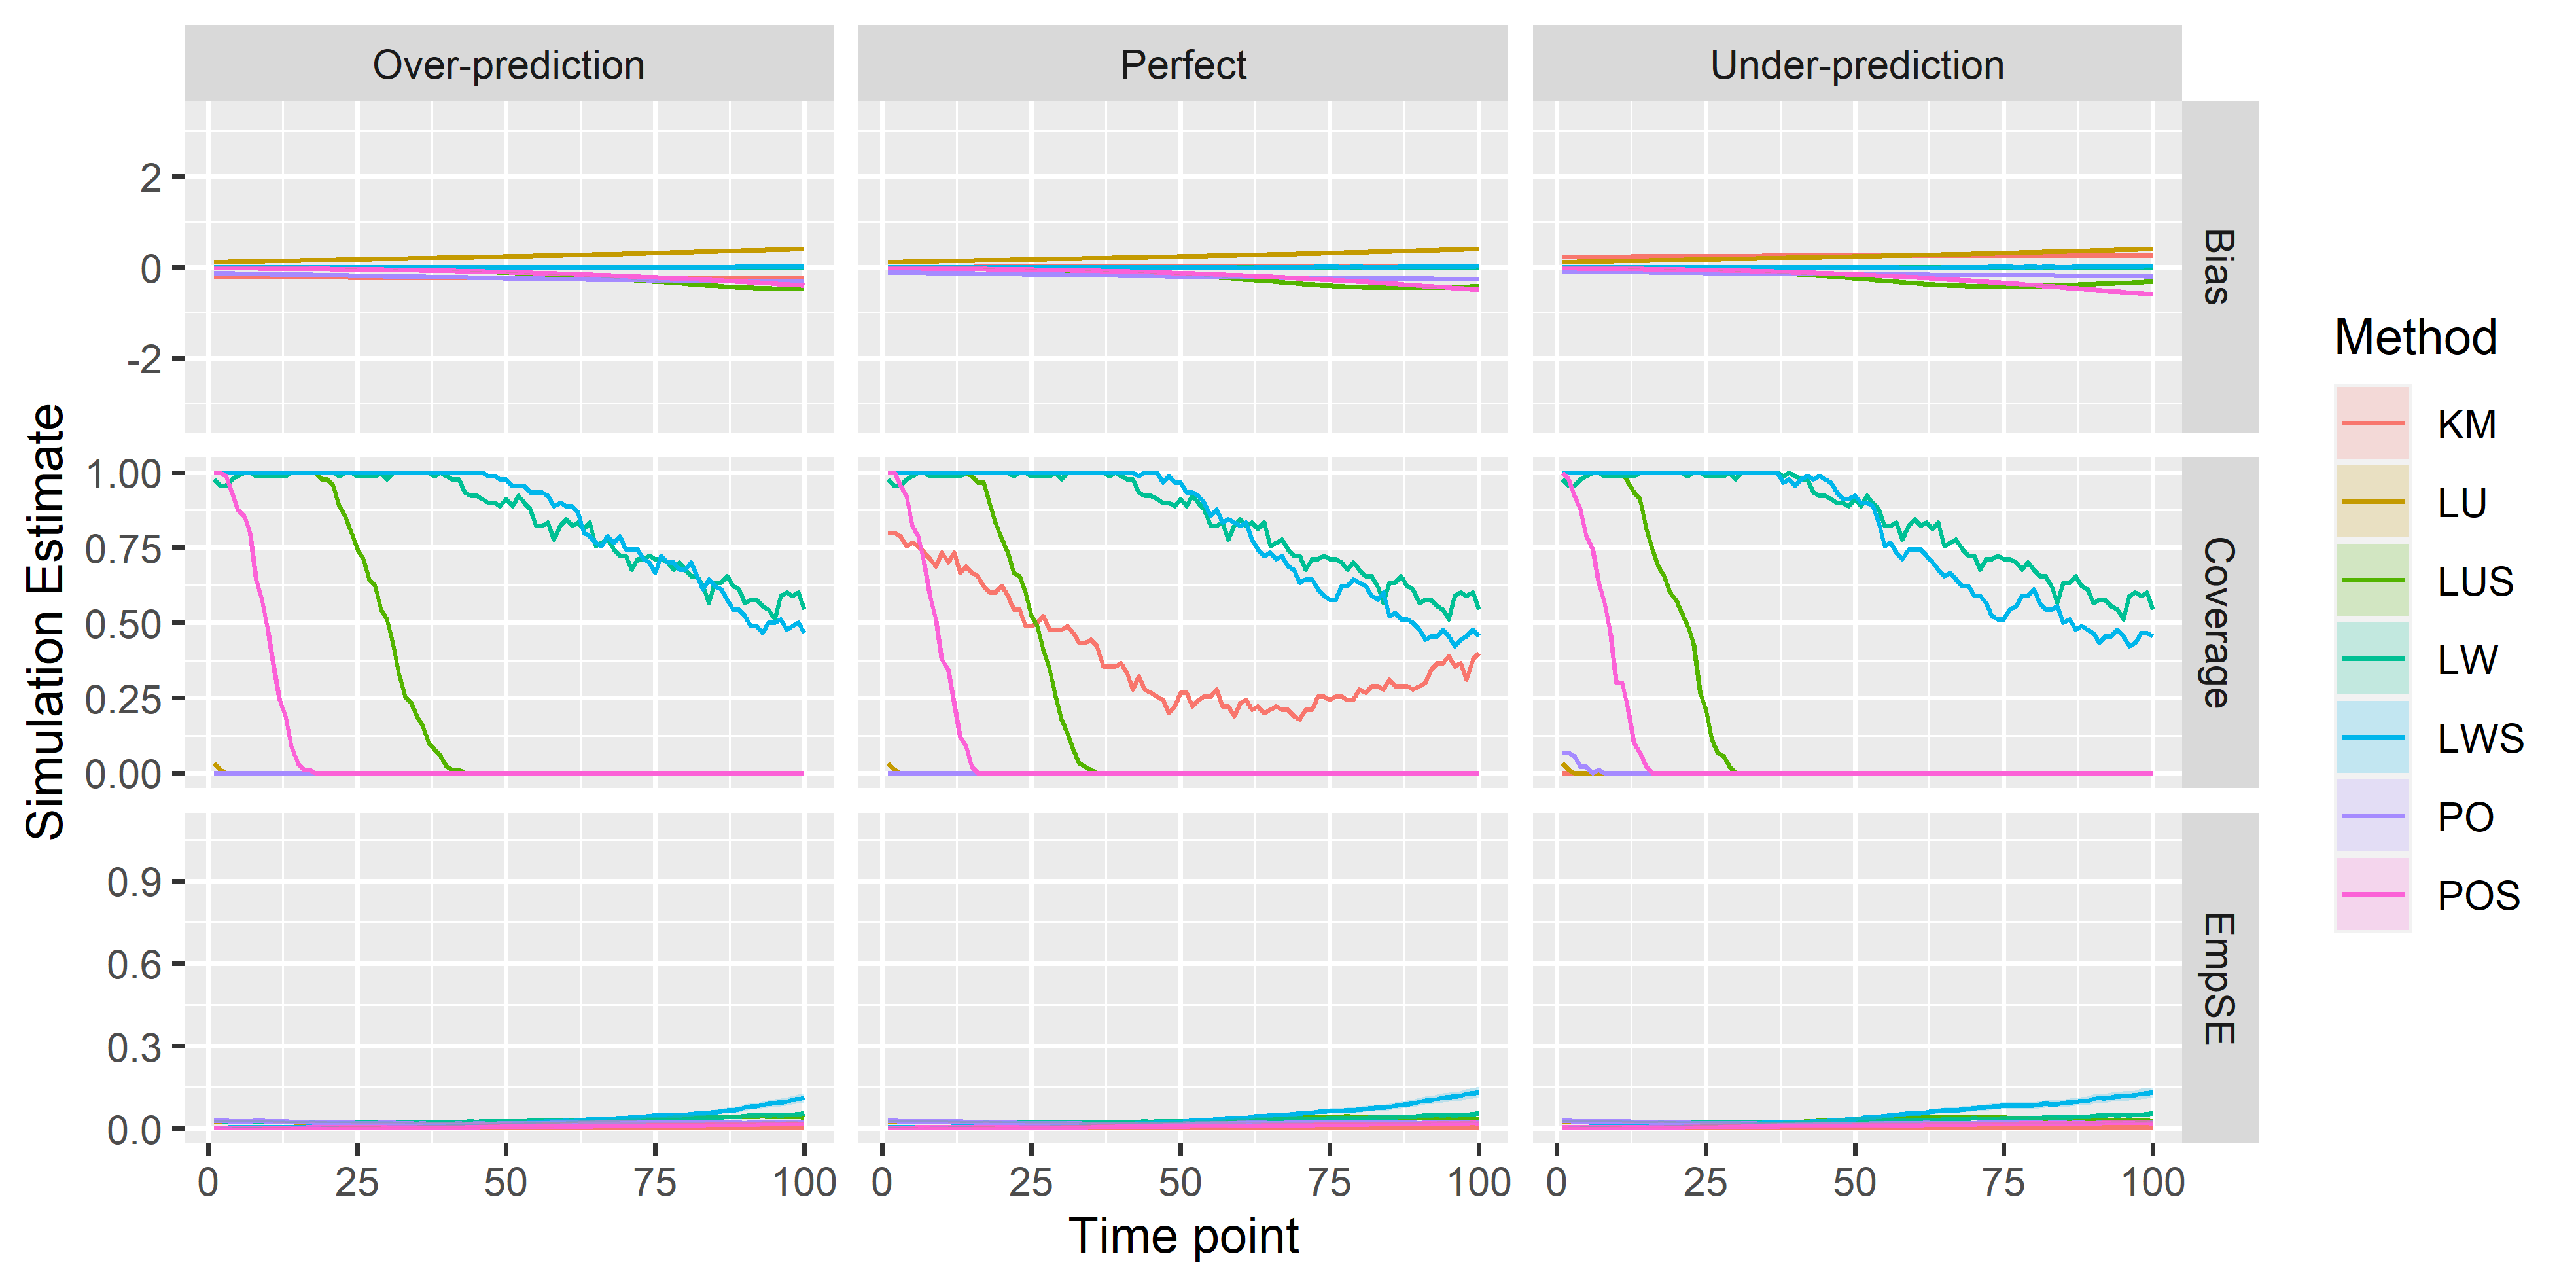 Over-prediction
Perfect
Under-prediction
2
0
-2
Bias
1.00
0.75
0.50
0.25
0.00
Coverage
0.9
0.6
0.3
0.0
EmpSE
0 25 50 75 100
0 25 50 75 100
0 25 50 75 100
Time point
Simulation Estimate
Method
KM
LU
LUS
LW
LWS
PO
POS